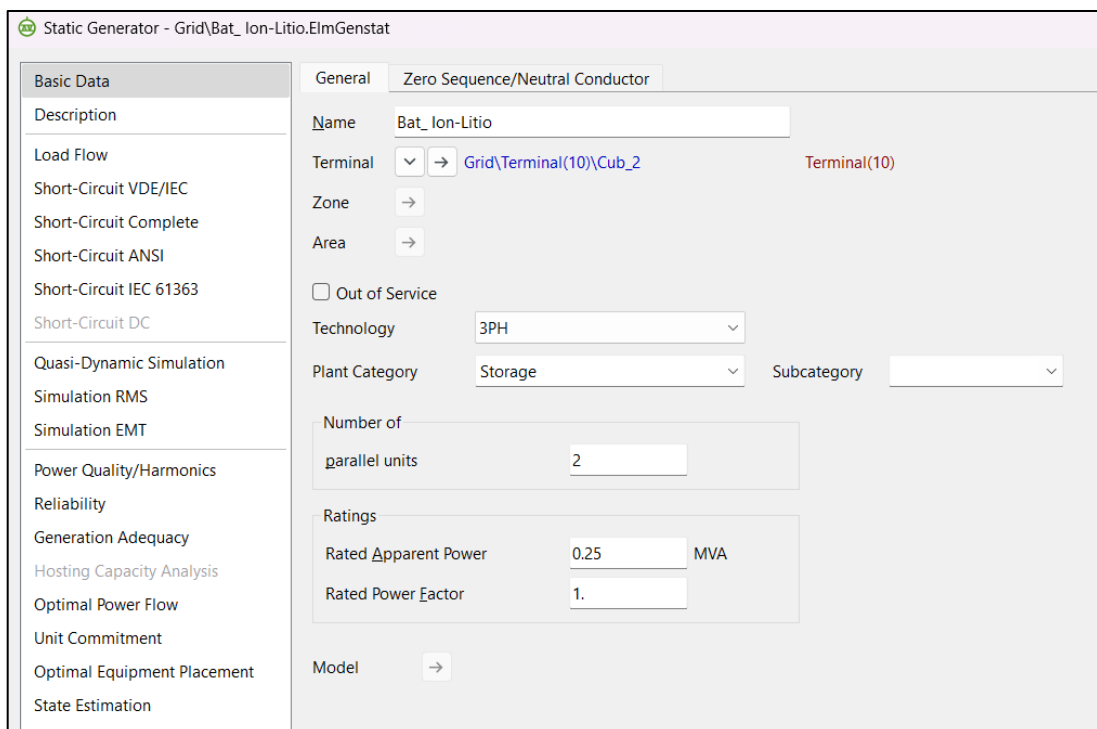 Static Generator - Grid\Bat_ Ion-Litio.ElmGenstat
Basic Data
Description
Load Flow
Short-Circuit VDE/IEC
Short-Circuit Complete
Short-Circuit ANSI
Short-Circuit IEC 61363
Short-Circuit DC
Quasi-Dynamic Simulation
Simulation RMS
Simulation EMT
Power Quality/Harmonics
Reliability
Generation Adequacy
Hosting Capacity Analysis
Optimal Power Flow
Unit Commitment
Optimal Equipment Placement
State Estimation
General Zero Sequence/Neutral Conductor
Name Bat_ Ion-Litio
Terminal Grid\Terminal(10)\Cub_2 Terminal(10)
Zone
Area
Out of Service
Technology 3PH
Plant Category Storage Subcategory
Number of
parallel units 2
Ratings
Rated Apparent Power 0.25 MVA
Rated Power Factor 1.
Model